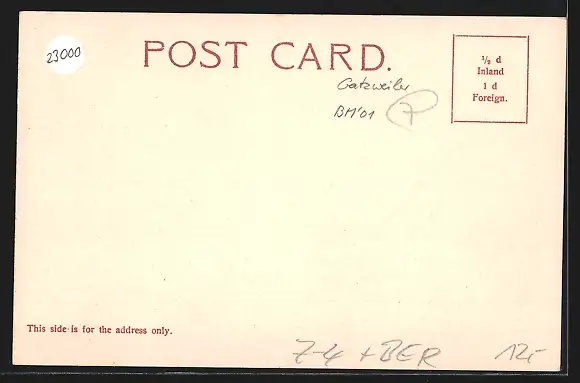 23000
POST CARD.
½ d
Inland
1 d
Foreign.
Gatzweiler
BM'01
7
This side is for the address only.
Z-4 + BER
12,-